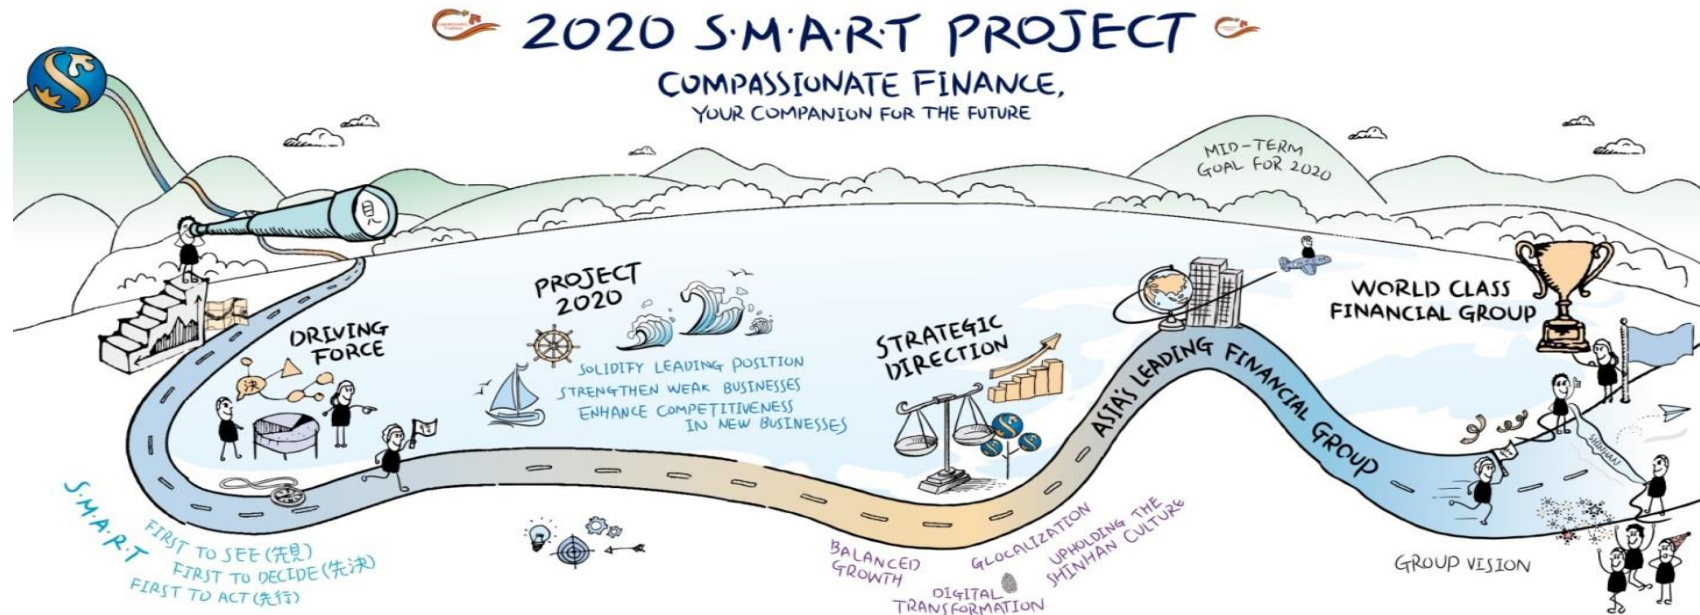 2020 S·M·A·R·T PROJECT
COMPASSIONATE FINANCE,
YOUR COMPANION FOR THE FUTURE
MID-TERM
GOAL FOR 2020
見
DRIVING
FORCE
決
PROJECT
2020
SOLIDIFY LEADING POSITION
STRENGTHEN WEAK BUSINESSES
ENHANCE COMPETITIVENESS
IN NEW BUSINESSES
STRATEGIC
DIRECTION
ASIA'S LEADING FINANCIAL GROUP
WORLD CLASS
FINANCIAL GROUP
SHINHAN
S·M·A·R·T
FIRST TO SEE (先見)
FIRST TO DECIDE (先決)
FIRST TO ACT (先行)
BALANCED
GROWTH
GLOCALIZATION
DIGITAL
TRANSFORMATION
UPHOLDING THE
SHINHAN CULTURE
GROUP VISION